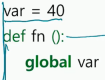 var = 40
def fn ():
global var